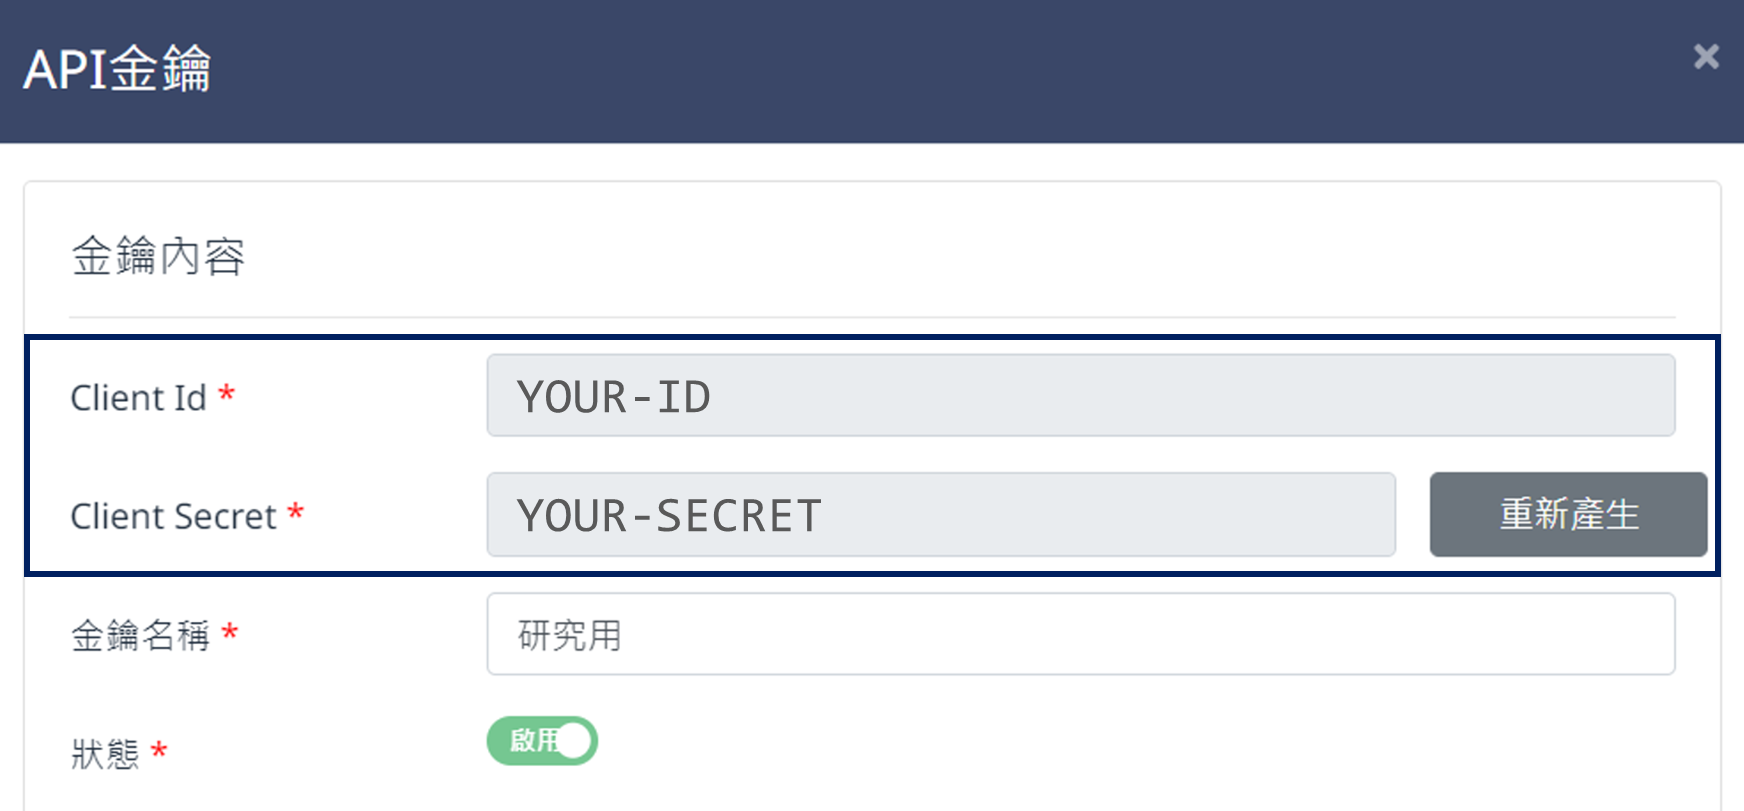 API金鑰
×
金鑰內容
Client Id *
YOUR-ID
Client Secret *
YOUR-SECRET
重新產生
金鑰名稱 *
研究用
狀態 *
啟用